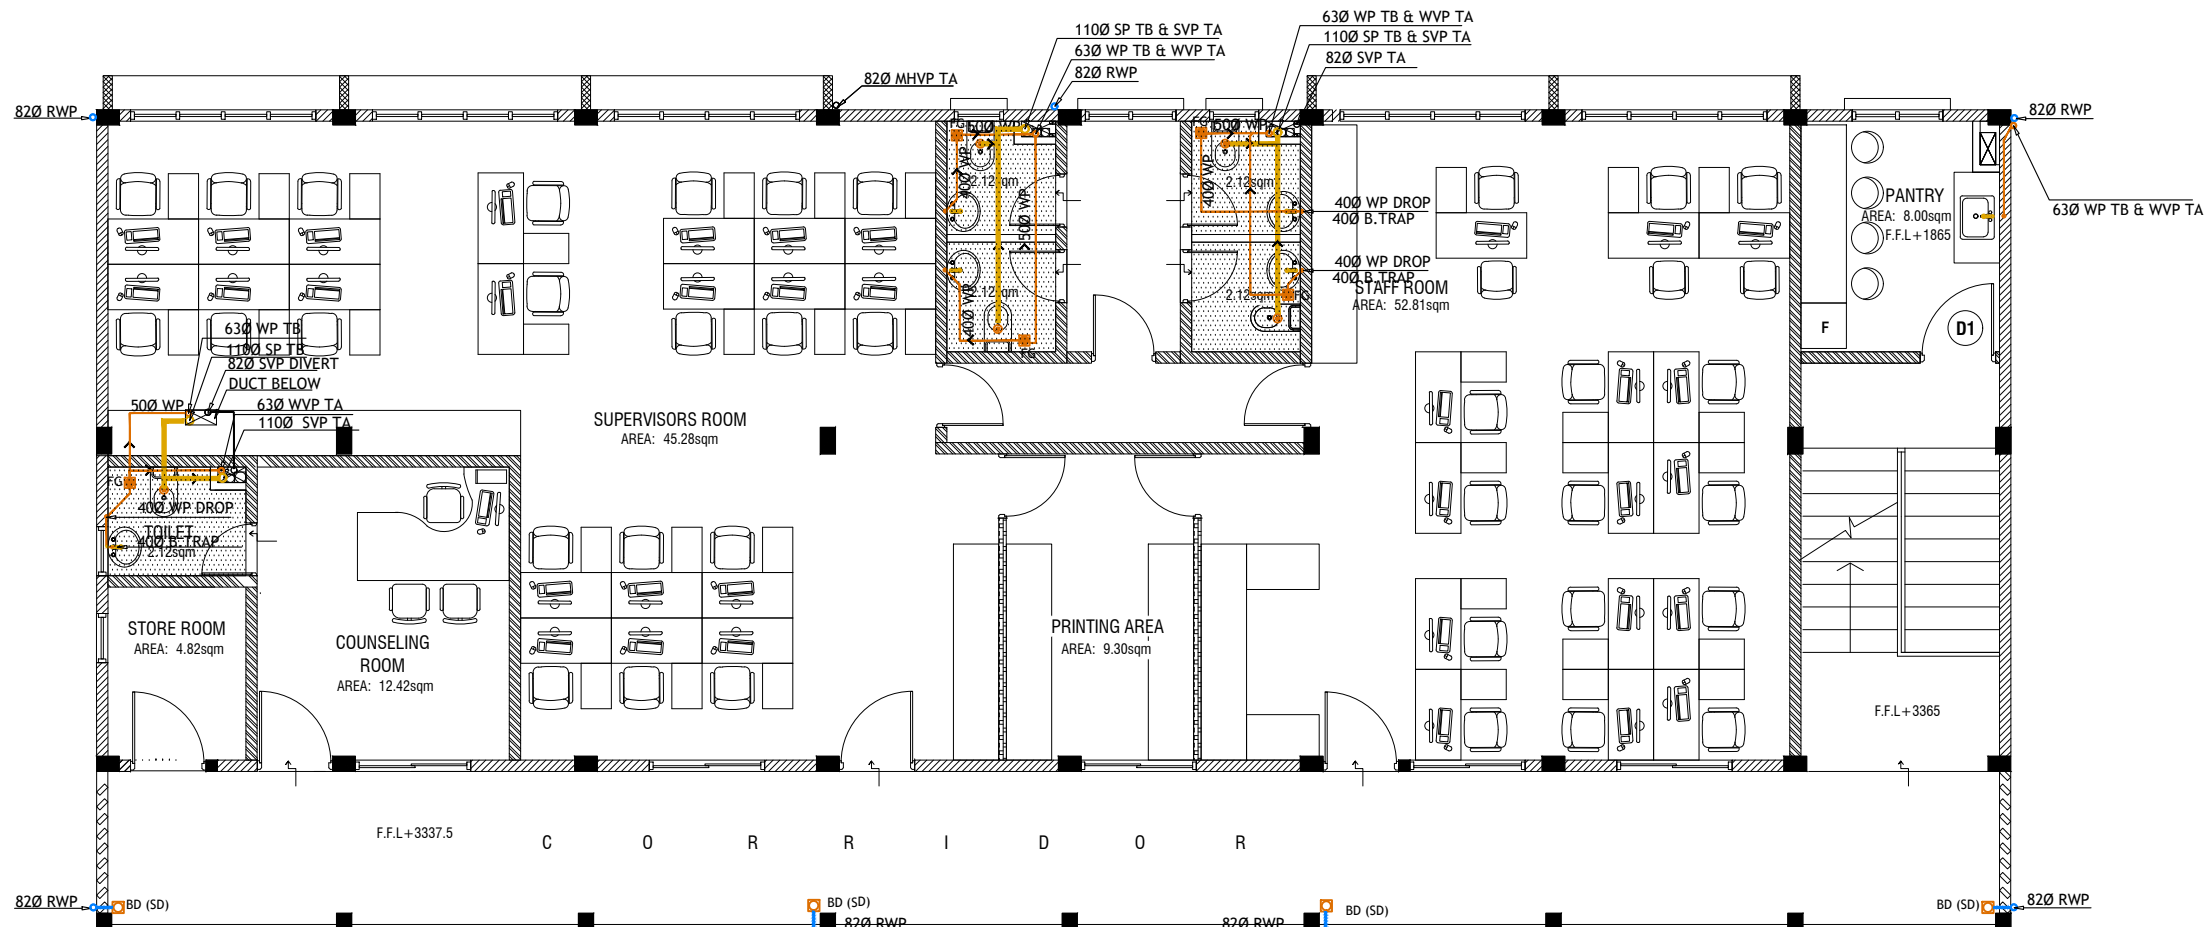 63Ø WP TB & WVP TA
110Ø SP TB & SVP TA
110Ø SP TB & SVP TA
63Ø WP TB & WVP TA
82Ø SVP TA
82Ø RWP
82Ø MHVP TA
82Ø RWP
82Ø RWP
FG
50Ø WP
FG
50Ø WP
40Ø WP
2.12sqm
50Ø WP
40Ø WP
2.12sqm
PANTRY
AREA: 8.00sqm
F.F.L+1865
63Ø WP TB & WVP TA
40Ø WP DROP
40Ø B.TRAP
40Ø WP DROP
40Ø B.TRAP
2.12sqm
40Ø WP
FG
2.12sqm
FG
STAFF ROOM
AREA: 52.81sqm
F
D1
63Ø WP TB
110Ø SP TB
82Ø SVP DIVERT
DUCT BELOW
50Ø WP
63Ø WVP TA
110Ø SVP TA
SUPERVISORS ROOM
AREA: 45.28sqm
FG
40Ø WP DROP
TOILET
40Ø B.TRAP
2.12sqm
STORE ROOM
AREA: 4.82sqm
COUNSELING
ROOM
AREA: 12.42sqm
PRINTING AREA
AREA: 9.30sqm
F.F.L+3365
F.F.L+3337.5
C O R R I D O R
82Ø RWP
BD (SD)
BD (SD)
82Ø RWP
82Ø RWP
BD (SD)
BD (SD)
82Ø RWP